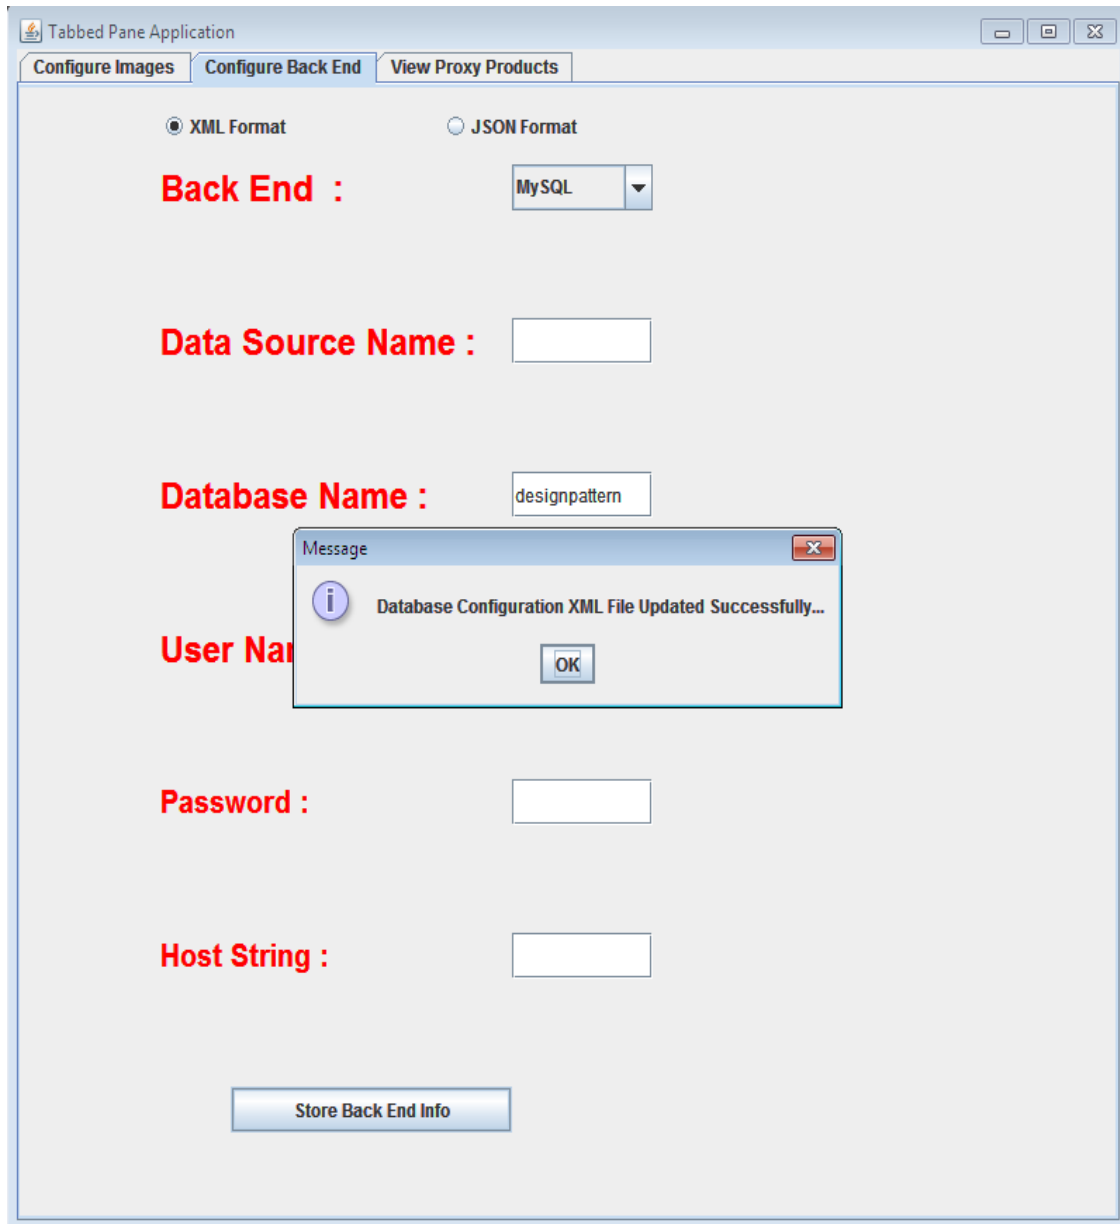 Tabbed Pane Application
Configure Images Configure Back End View Proxy Products
XML Format JSON Format
Back End : MySQL
Data Source Name :
Database Name : designpattern
Message
Database Configuration XML File Updated Successfully...
User
OK
Password :
Host String :
Store Back End Info